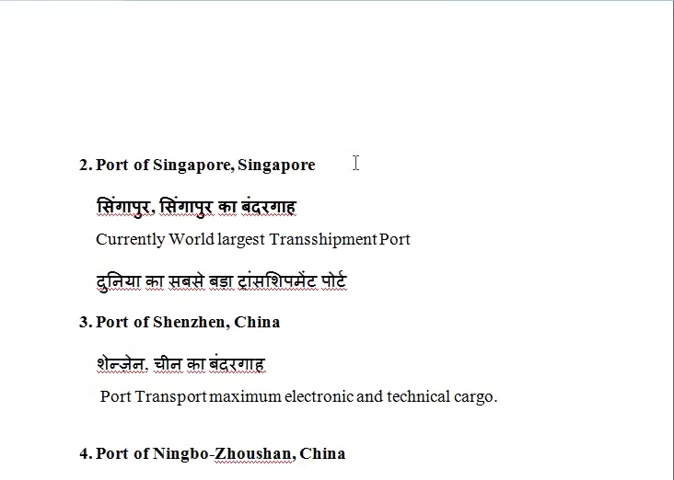 2. Port of Singapore, Singapore
सिंगापुर, सिंगापुर का बंदरगाह
Currently World largest Transshipment Port
दुनिया का सबसे बड़ा ट्रांसशिपमेंट पोर्ट
3. Port of Shenzhen, China
शेन्ज़ेन, चीन का बंदरगाह
Port Transport maximum electronic and technical cargo.
4. Port of Ningbo-Zhoushan, China